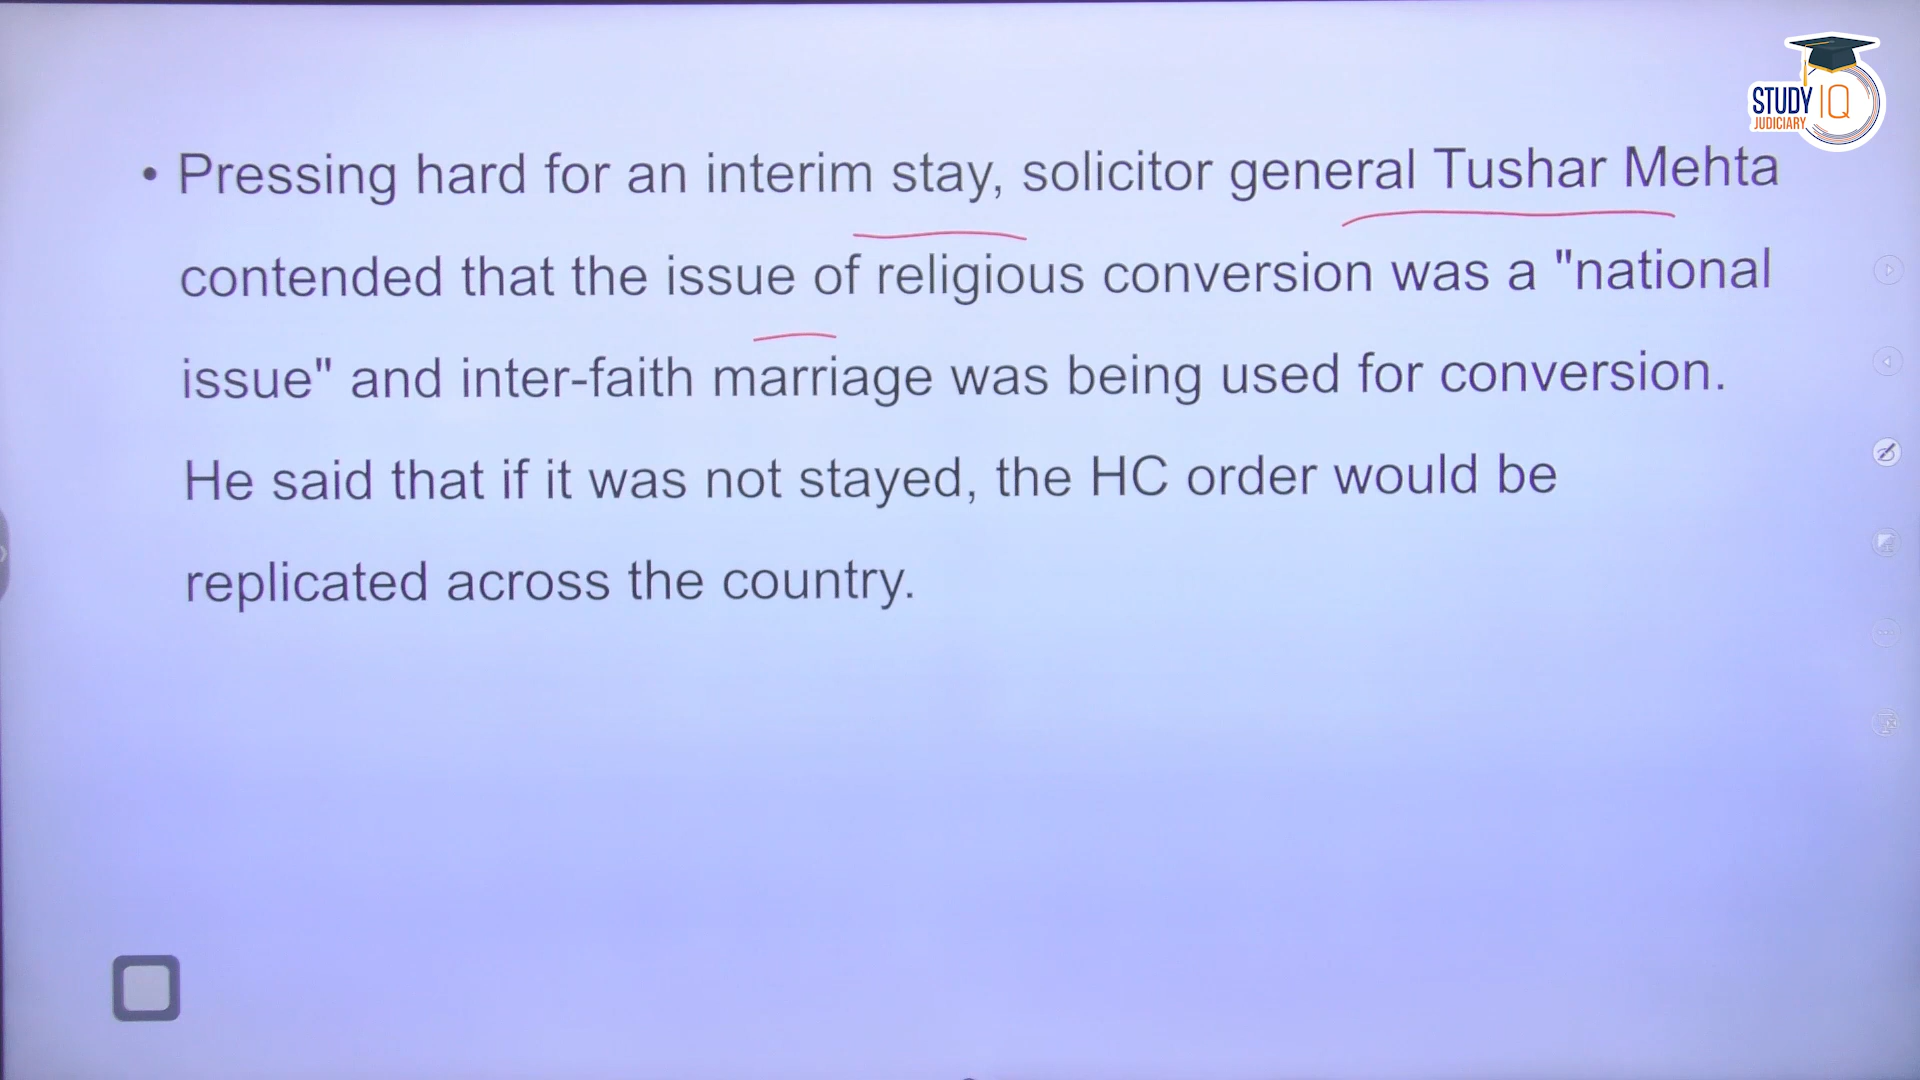 STUDY IQ
JUDICIARY
• Pressing hard for an interim stay, solicitor general Tushar Mehta
contended that the issue of religious conversion was a "national
issue" and inter-faith marriage was being used for conversion.
He said that if it was not stayed, the HC order would be
replicated across the country.